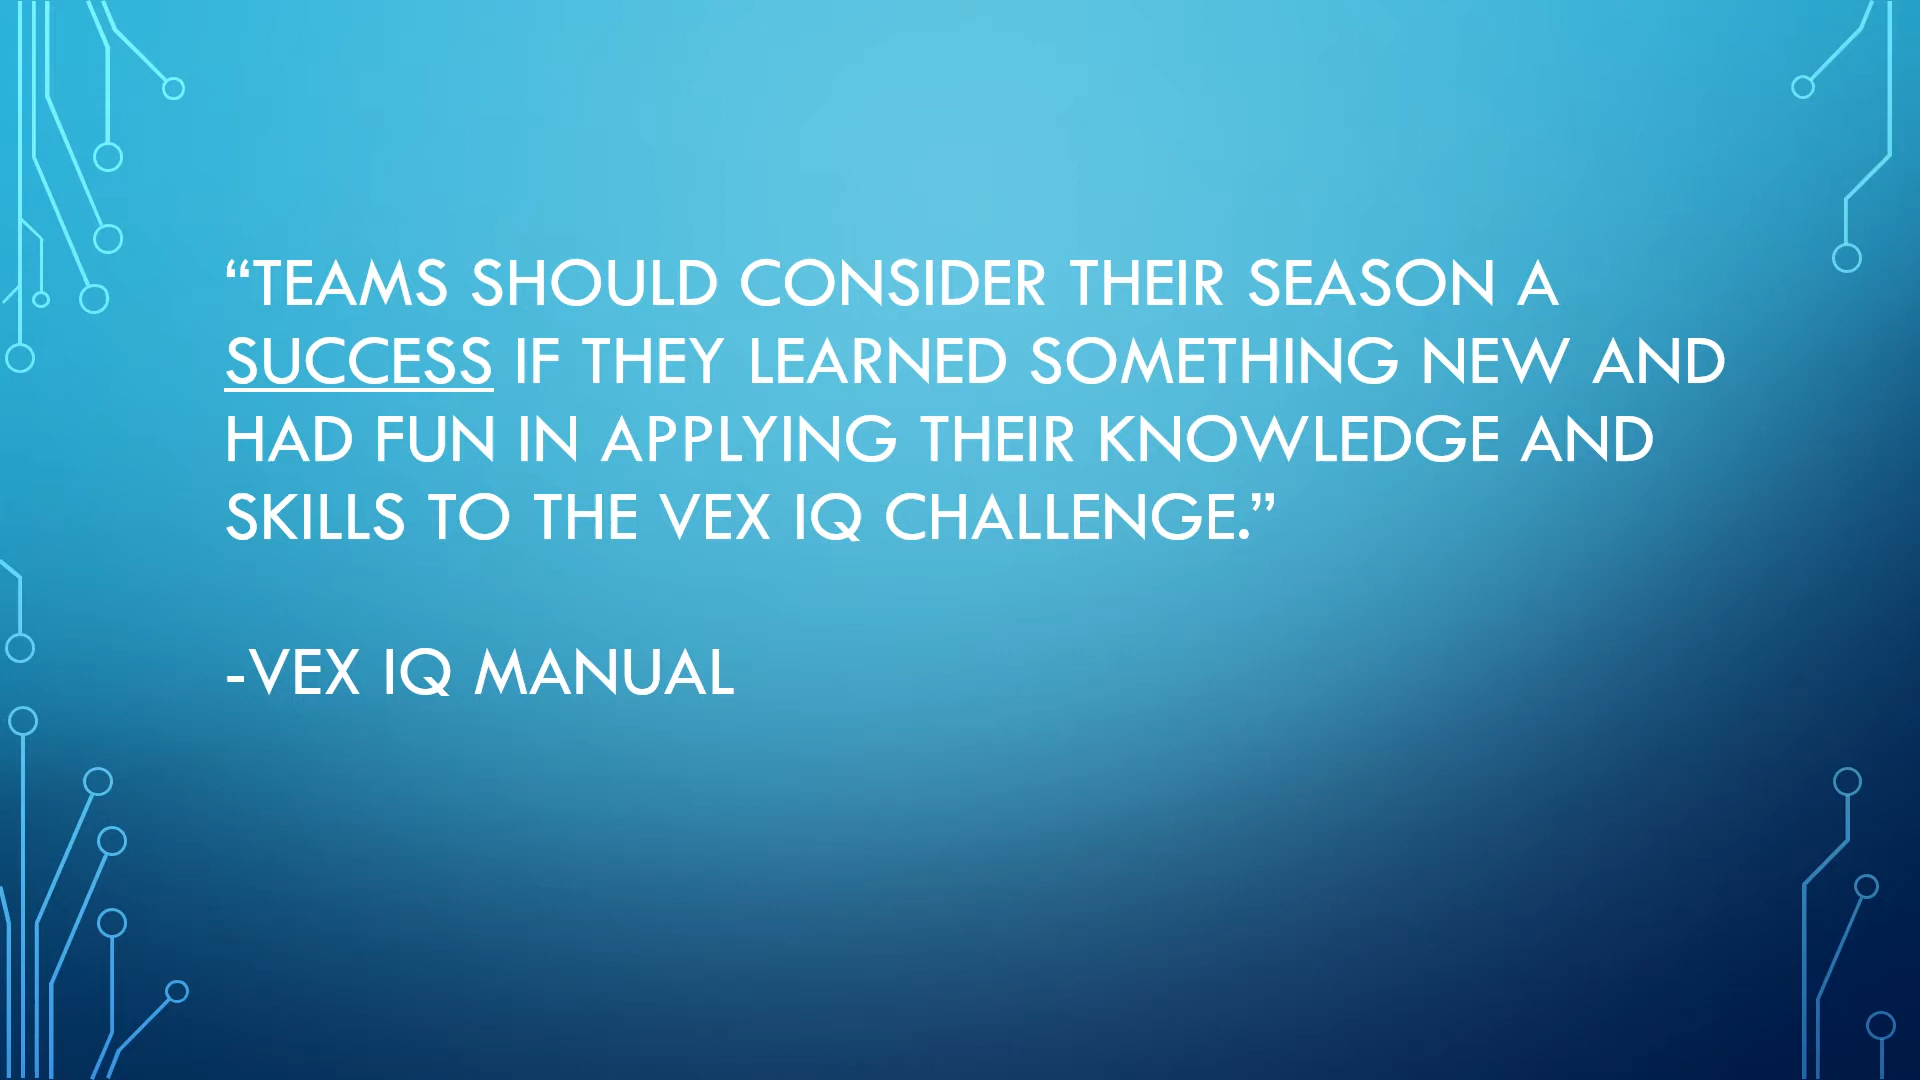 “TEAMS SHOULD CONSIDER THEIR SEASON A
SUCCESS IF THEY LEARNED SOMETHING NEW AND
HAD FUN IN APPLYING THEIR KNOWLEDGE AND
SKILLS TO THE VEX IQ CHALLENGE.”
-VEX IQ MANUAL